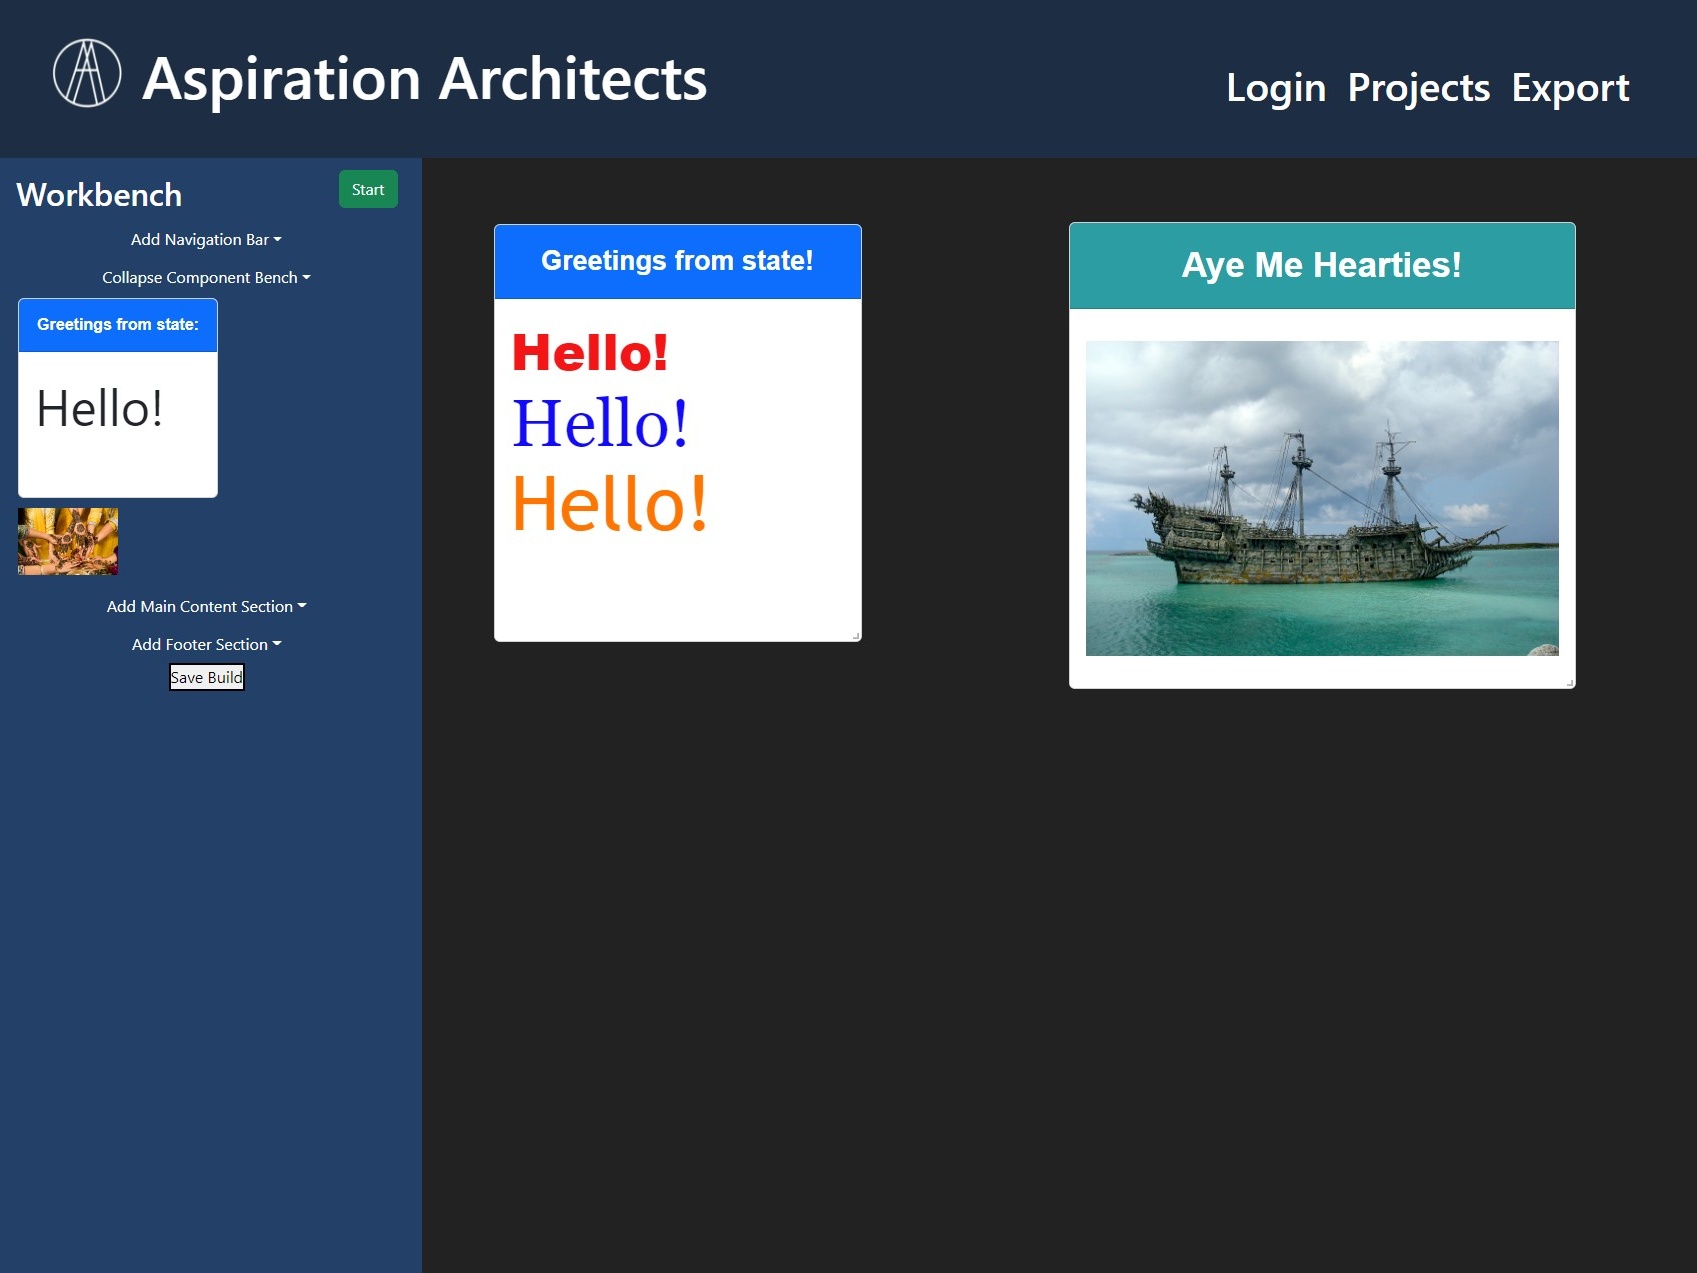 Aspiration Architects
Login Projects Export
Workbench
Start
Add Navigation Bar
Collapse Component Bench
Greetings from state:
Hello!
Add Main Content Section
Add Footer Section
Save Build
Greetings from state!
Hello!
Hello!
Hello!
Aye Me Hearties!